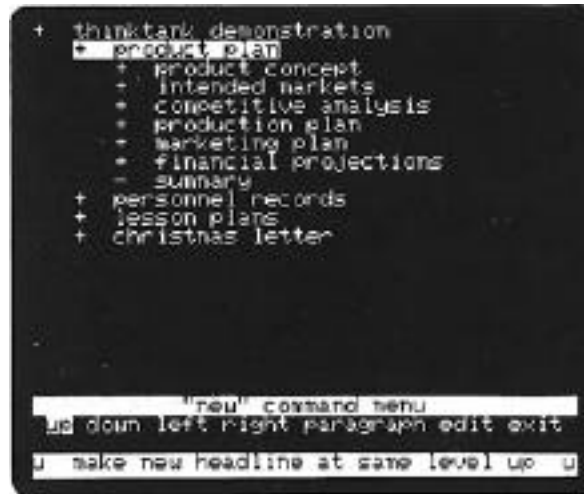 + thinktank demonstration
+ product plan
+ product concept
+ intended markets
+ competitive analysis
+ production plan
+ marketing plan
+ financial projections
- summary
+ personnel records
+ lesson plans
+ christmas letter
"new" command menu
up down left right paragraph edit exit
u make new headline at same level up u